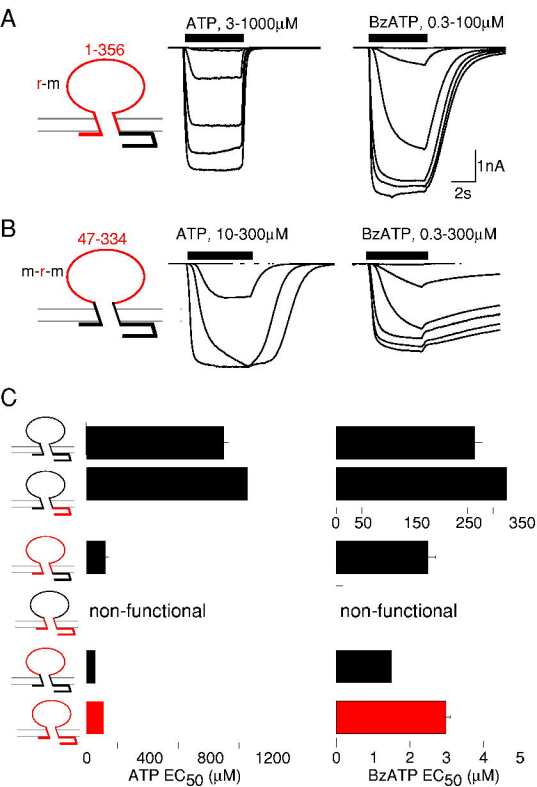 A
ATP, 3-1000µM
BzATP, 0.3-100µM
1-356
r-m
1nA
2s
B
ATP, 10-300µM
BzATP, 0.3-300µM
47-334
m-r-m
C
0 50 150 250 350
non-functional
non-functional
0 400 800 1200
ATP EC50 (µM)
0 1 2 3 4 5
BzATP EC50 (µM)